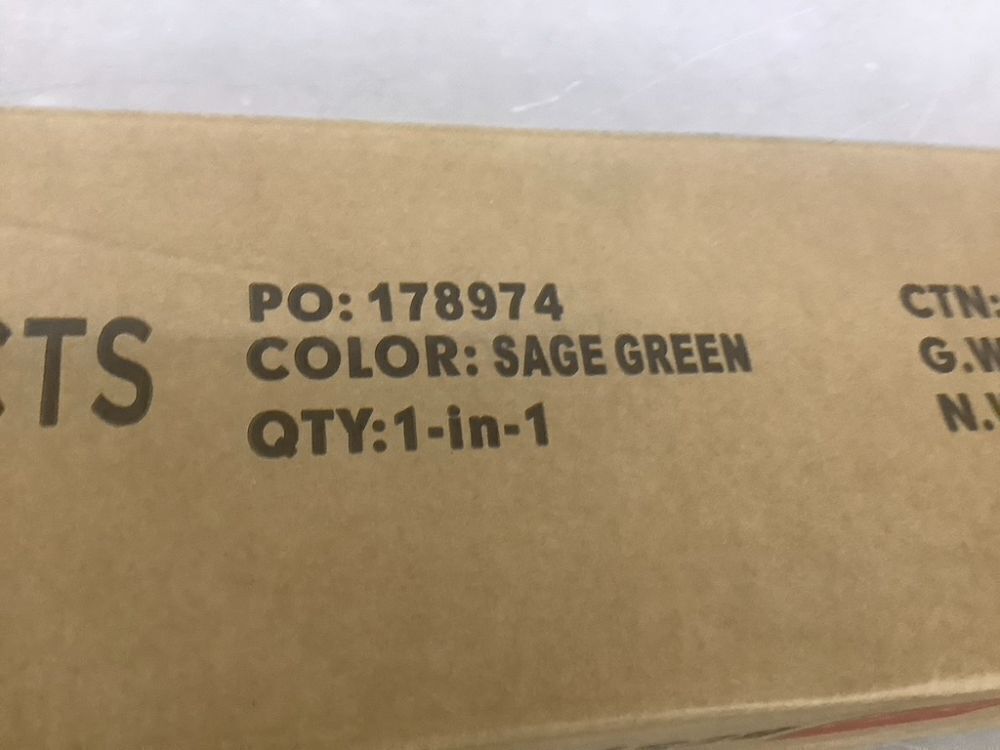 PO: 178974
COLOR: SAGE GREEN
QTY:1-in-1
CTN: